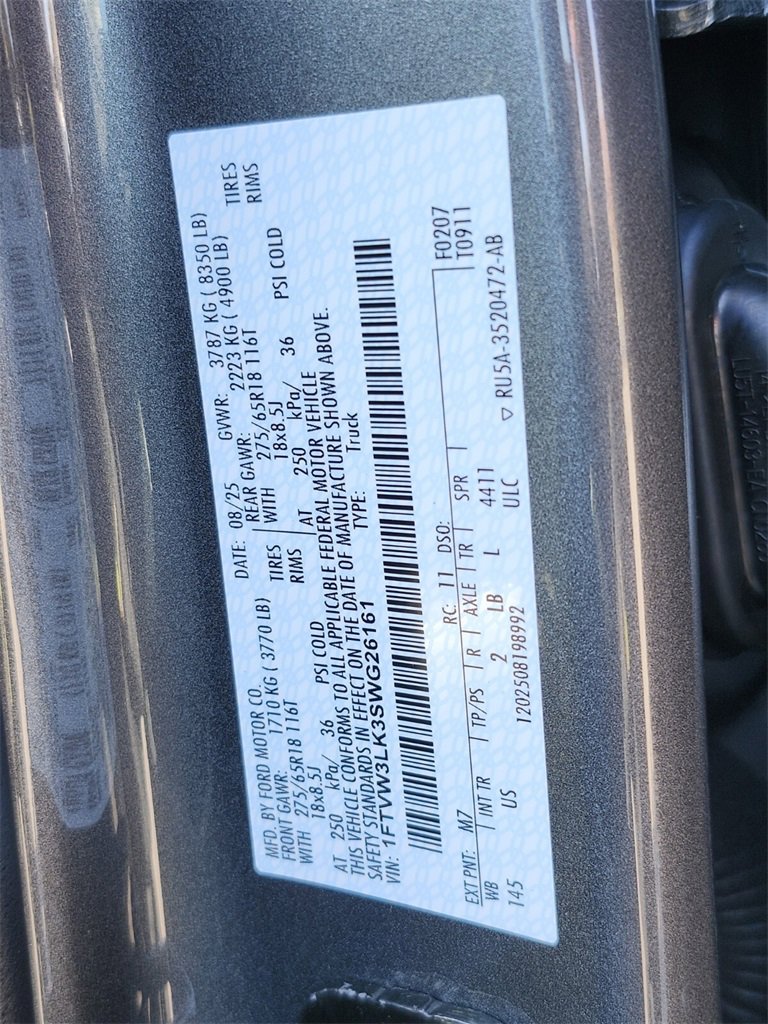 MFD. BY FORD MOTOR CO.
DATE: 08/25 GVWR: 3787 KG ( 8350 LB)
FRONT GAWR: 1710 KG ( 3770 LB) REAR GAWR: 2223 KG ( 4900 LB)
WITH 275/65R18 116T TIRES WITH 275/65R18 116T TIRES
18x8.5J RIMS 18x8.5J RIMS
AT 250 kPa/ 36 PSI COLD AT 250 kPa/ 36 PSI COLD
THIS VEHICLE CONFORMS TO ALL APPLICABLE FEDERAL MOTOR VEHICLE
SAFETY STANDARDS IN EFFECT ON THE DATE OF MANUFACTURE SHOWN ABOVE.
VIN: 1FTVW3LK3SWG26161 TYPE: Truck
F0207
EXT PNT: M7 RC: 11 DSO: T0911
WB INT TR TP/PS R AXLE TR SPR
145 US 2 LB L 4411
1202508198992 ULC ▽ RU5A-3520472-AB